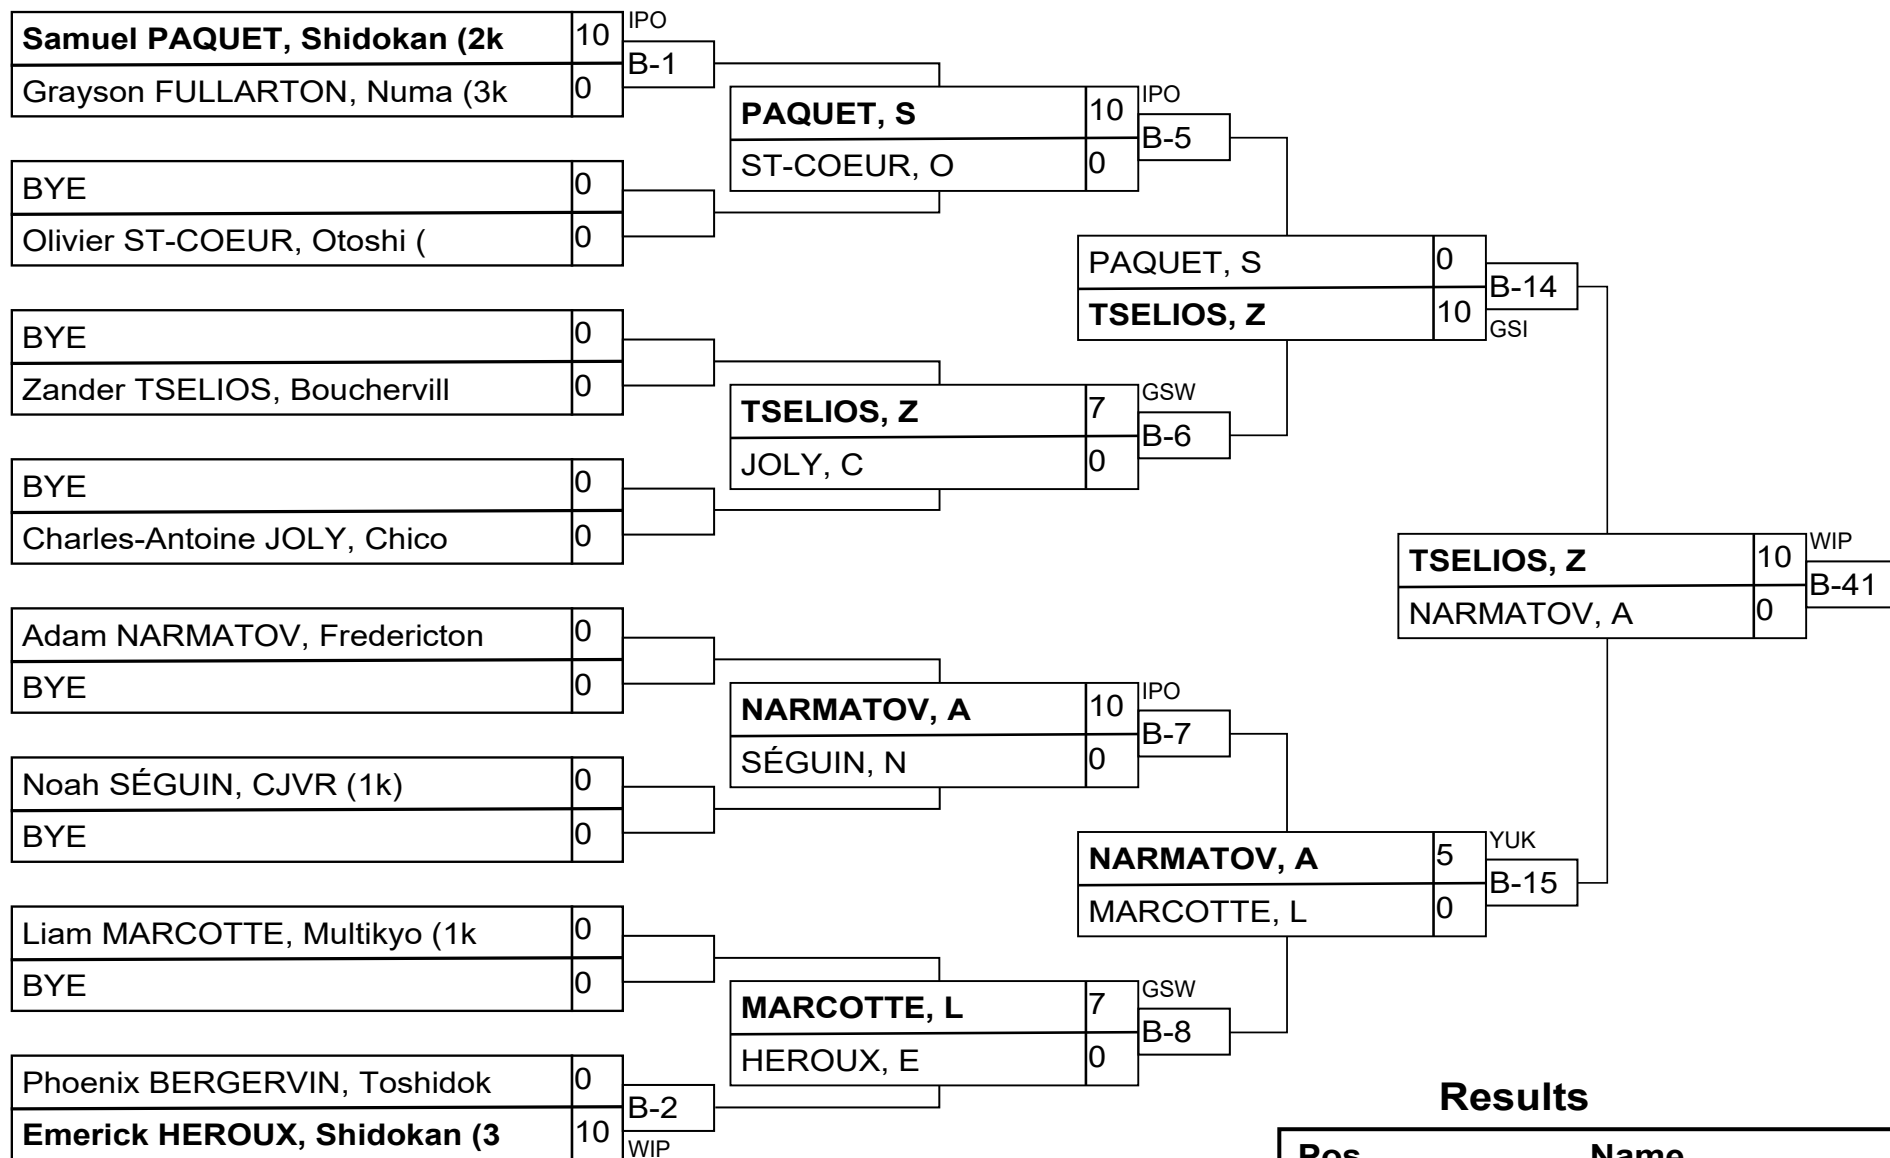 Samuel PAQUET, Shidokan (2k 10 IPO
B-1
Grayson FULLARTON, Numa (3k 0
BYE 0
Olivier ST-COEUR, Otoshi ( 0
BYE 0
Zander TSELIOS, Bouchervill 0
BYE 0
Charles-Antoine JOLY, Chico 0
Adam NARMATOV, Fredericton 0
BYE 0
Noah SÉGUIN, CJVR (1k) 0
BYE 0
Liam MARCOTTE, Multikyo (1k 0
BYE 0
Phoenix BERGERVIN, Toshidok 0
B-2
Emerick HEROUX, Shidokan (3 10 WIP
PAQUET, S 10 IPO
B-5
ST-COEUR, O 0
TSELIOS, Z 7 GSW
B-6
JOLY, C 0
NARMATOV, A 10 IPO
B-7
SÉGUIN, N 0
MARCOTTE, L 7 GSW
B-8
HEROUX, E 0
PAQUET, S 0
B-14
TSELIOS, Z 10 GSI
NARMATOV, A 5 YUK
B-15
MARCOTTE, L 0
TSELIOS, Z 10 WIP
B-41
NARMATOV, A 0
Results
Pos Name